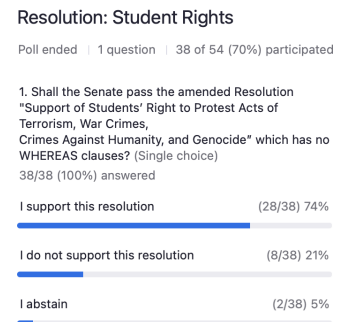 Resolution: Student Rights
Poll ended | 1 question | 38 of 54 (70%) participated
1. Shall the Senate pass the amended Resolution
"Support of Students' Right to Protest Acts of
Terrorism, War Crimes,
Crimes Against Humanity, and Genocide” which has no
WHEREAS clauses? (Single choice)
38/38 (100%) answered
I support this resolution (28/38) 74%
I do not support this resolution (8/38) 21%
I abstain (2/38) 5%